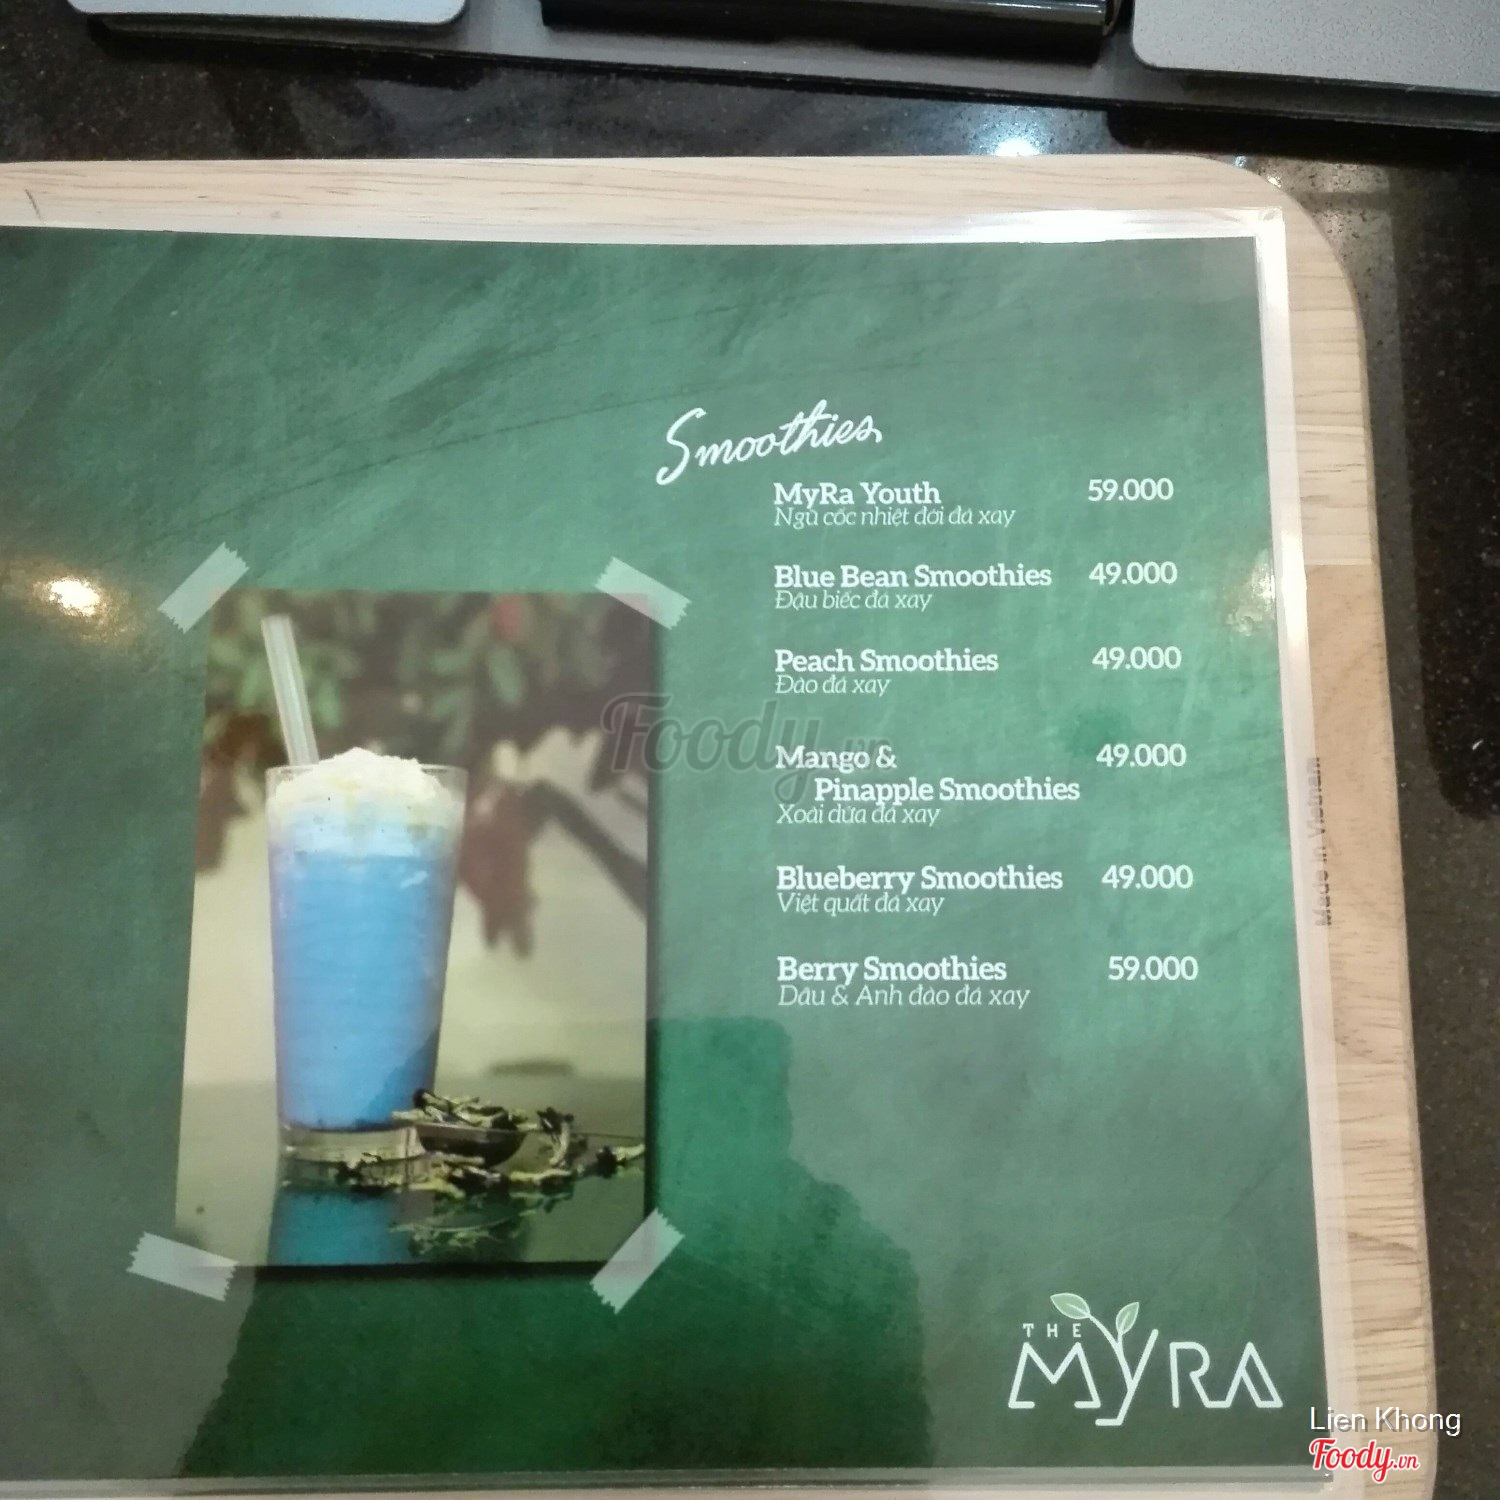 Smoothies
MyRa Youth 59.000
Ngũ cốc nhiệt đới đá xay
Blue Bean Smoothies 49.000
Đậu biếc đá xay
Peach Smoothies 49.000
Đào đá xay
Mango & 49.000
Pinapple Smoothies
Xoài dứa đá xay
Blueberry Smoothies 49.000
Việt quất đá xay
Berry Smoothies 59.000
Dâu & Anh đào đá xay
Foody.vn
Made in Vietnam
THE
MYRA
Lien Khong
Foody.vn